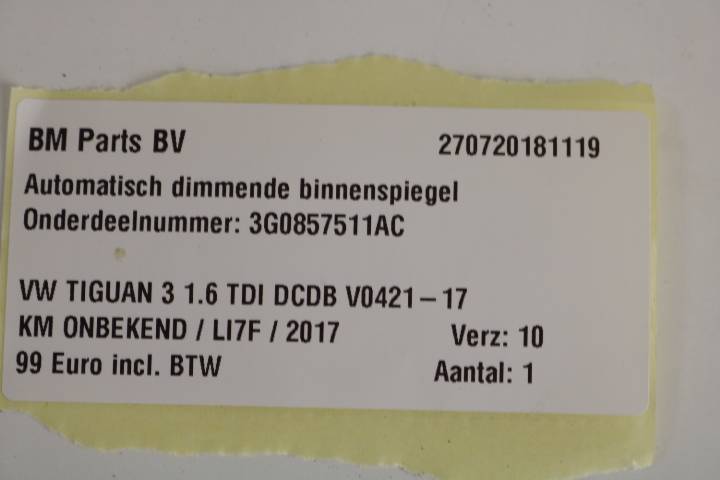 BM Parts BV 270720181119
Automatisch dimmende binnenspiegel
Onderdeelnummer: 3G0857511AC
VW TIGUAN 3 1.6 TDI DCDB V0421-17
KM ONBEKEND / LI7F / 2017 Verz: 10
99 Euro incl. BTW Aantal: 1